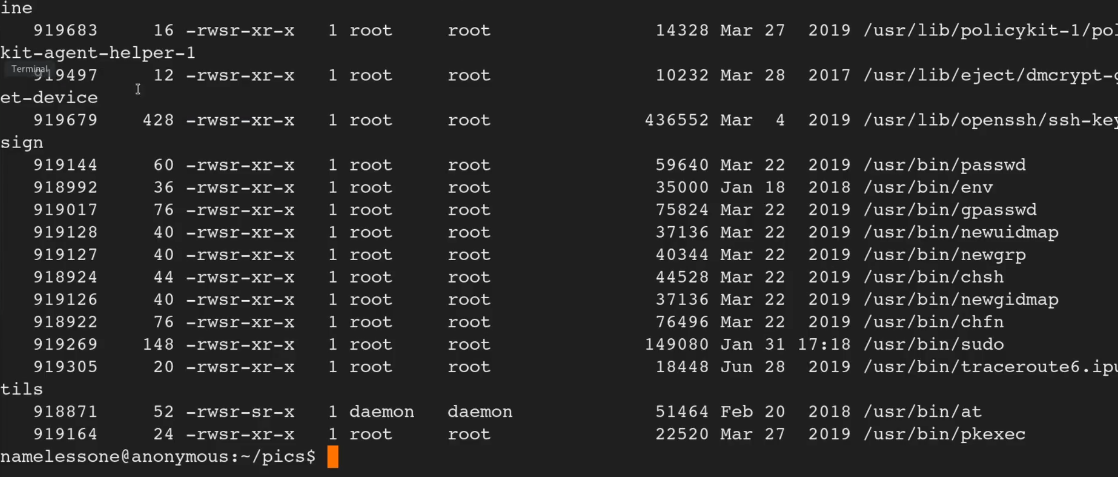 ine
919683 16 -rwsr-xr-x 1 root root 14328 Mar 27 2019 /usr/lib/policykit-1/pol
kit-agent-helper-1
Terminal
919497 12 -rwsr-xr-x 1 root root 10232 Mar 28 2017 /usr/lib/eject/dmcrypt-g
et-device
919679 428 -rwsr-xr-x 1 root root 436552 Mar 4 2019 /usr/lib/openssh/ssh-key
sign
919144 60 -rwsr-xr-x 1 root root 59640 Mar 22 2019 /usr/bin/passwd
918992 36 -rwsr-xr-x 1 root root 35000 Jan 18 2018 /usr/bin/env
919017 76 -rwsr-xr-x 1 root root 75824 Mar 22 2019 /usr/bin/gpasswd
919128 40 -rwsr-xr-x 1 root root 37136 Mar 22 2019 /usr/bin/newuidmap
919127 40 -rwsr-xr-x 1 root root 40344 Mar 22 2019 /usr/bin/newgrp
918924 44 -rwsr-xr-x 1 root root 44528 Mar 22 2019 /usr/bin/chsh
919126 40 -rwsr-xr-x 1 root root 37136 Mar 22 2019 /usr/bin/newgidmap
918922 76 -rwsr-xr-x 1 root root 76496 Mar 22 2019 /usr/bin/chfn
919269 148 -rwsr-xr-x 1 root root 149080 Jan 31 17:18 /usr/bin/sudo
919305 20 -rwsr-xr-x 1 root root 18448 Jun 28 2019 /usr/bin/traceroute6.ipu
tils
918871 52 -rwsr-sr-x 1 daemon daemon 51464 Feb 20 2018 /usr/bin/at
919164 24 -rwsr-xr-x 1 root root 22520 Mar 27 2019 /usr/bin/pkexec
namelessone@anonymous:~/pics$